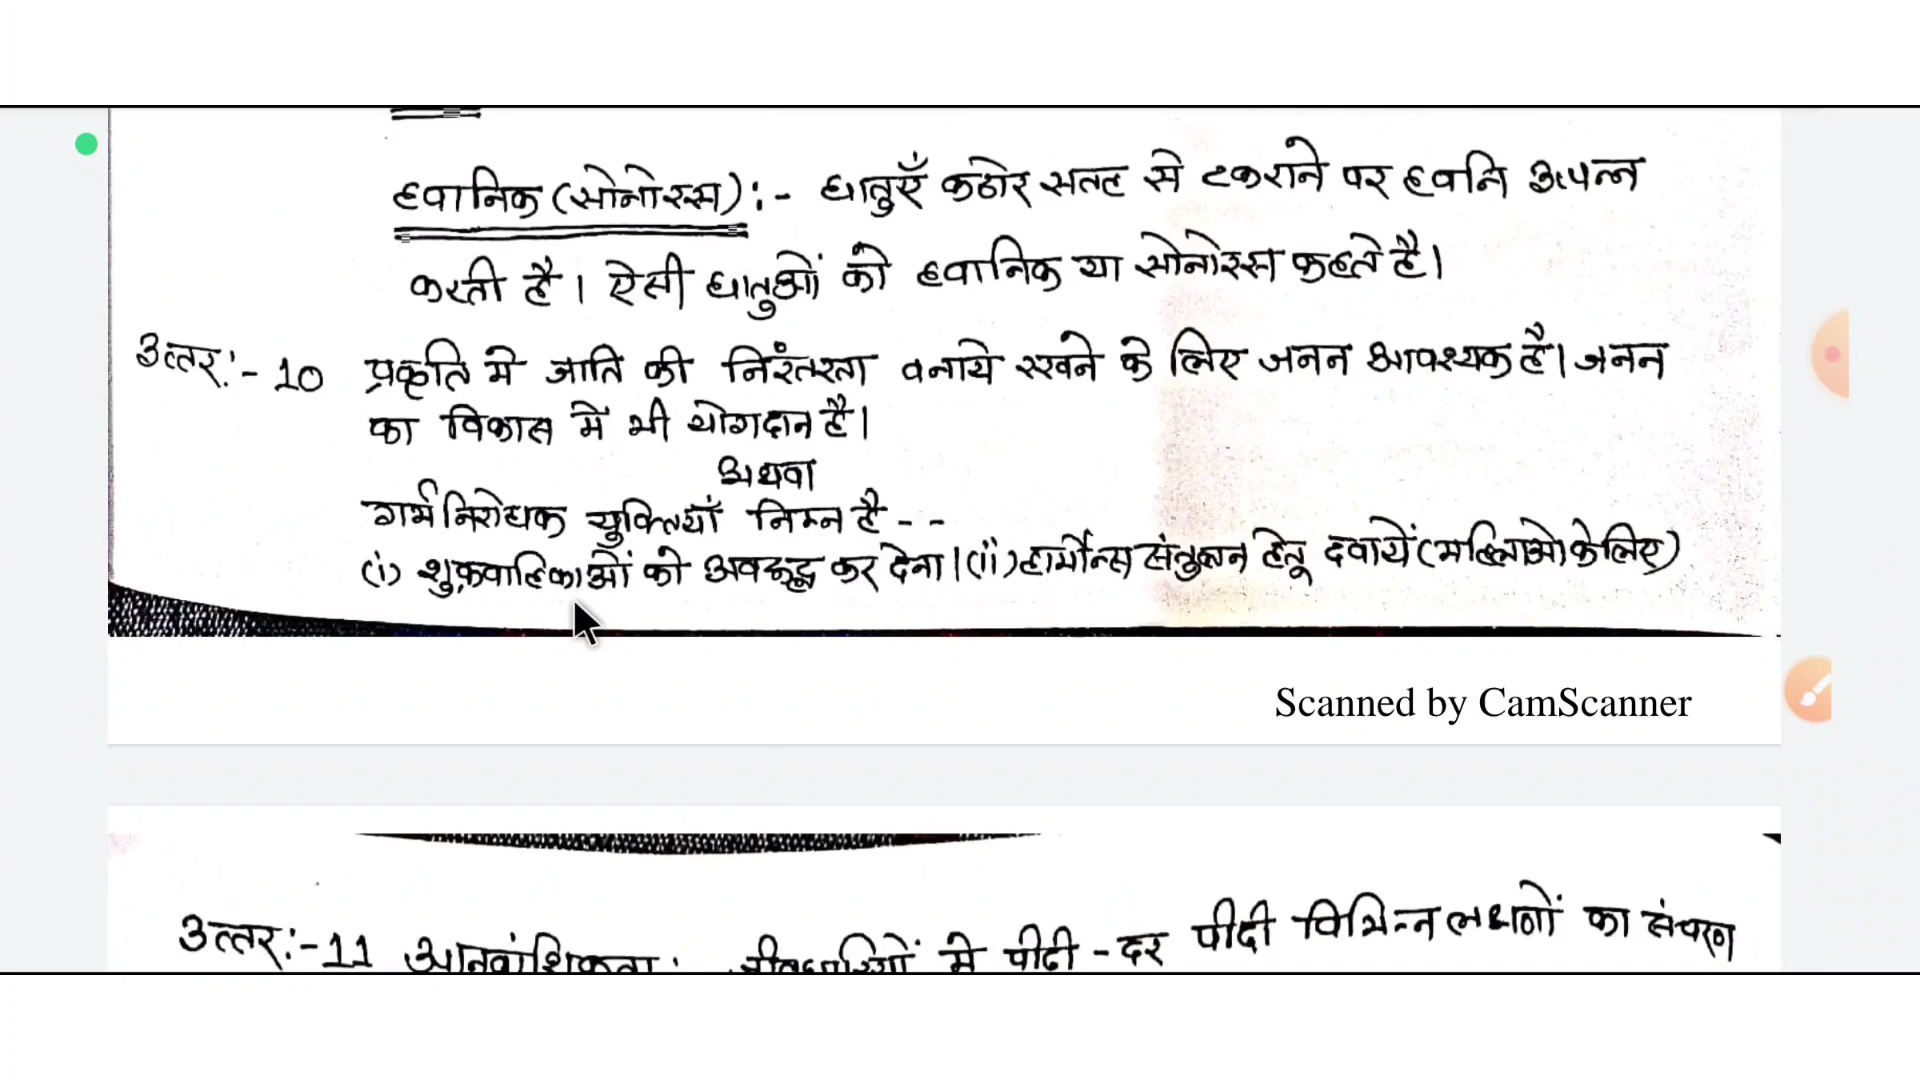 ध्वानिक (सोनोरस) :- धातुएँ कठोर सतह से टकराने पर ध्वनि उत्पन्न
करती है। ऐसी धातुओं को ध्वानिक या सोनोरस कहते है।
उत्तर:- 10 प्रकृति मे जाति की निरंतरता बनाये रखने के लिए जनन आवश्यक है। जनन
का विकास में भी योगदान है।
अथवा
गर्भनिरोधक युक्तियाँ निम्न है - -
(i) शुक्रवाहिकाओं को अवरूद्ध कर देना। (ii) हार्मोन्स संतुलन हेतू दवायें (महिलाओ के लिए)
Scanned by CamScanner
उत्तर:- 11 आनुवांशिकता: जीवधारियों मे पीढी - दर पीढी विभिन्न लक्षणों का संचरण